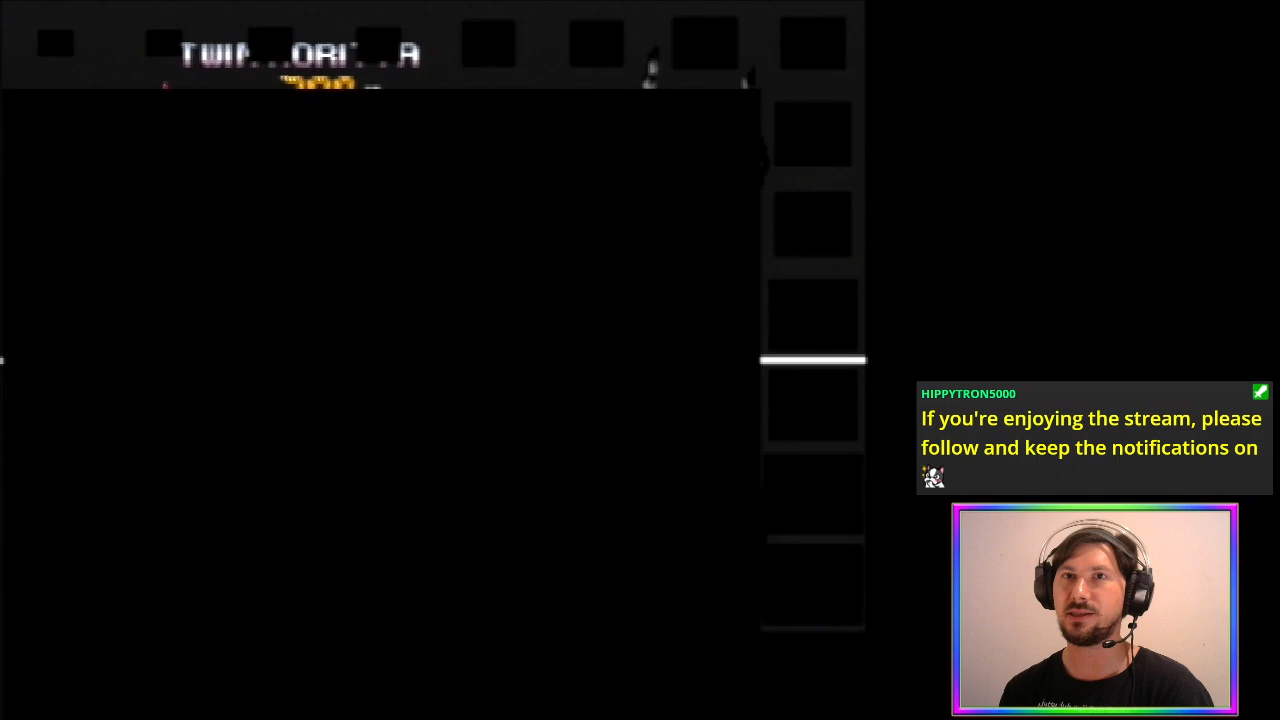 HIPPYTRON5000
If you're enjoying the stream, please
follow and keep the notifications on